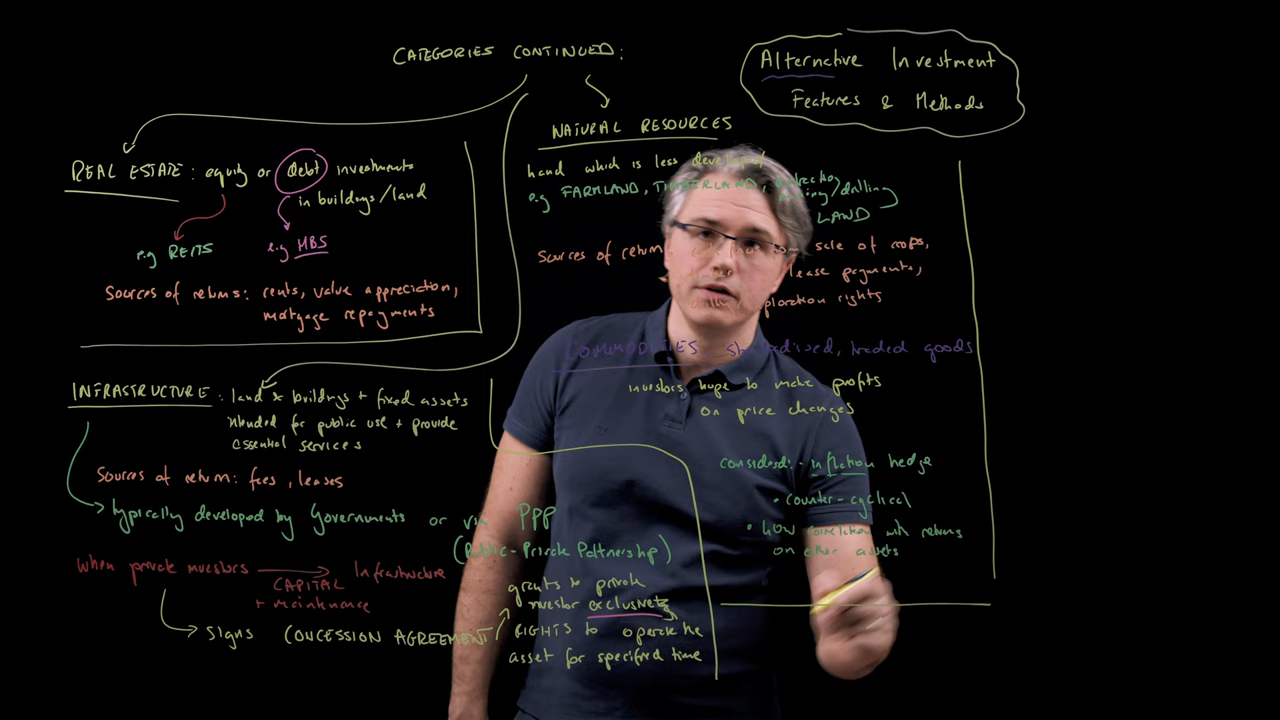 CATEGORIES CONTINUED:
Alternative Investment
Features & Methods
REAL ESTATE: equity or debt investments
in buildings/land
e.g REITS
e.g MBS
Sources of returns: rents, value appreciation,
mortgage repayments
INFRASTRUCTURE: land & buildings + fixed assets
intended for public use + provide
essential services
Sources of return: fees, leases
typically developed by Governments or via PPP
(Public-Private Partnership)
when private investors → Infrastructure
CAPITAL
+ maintenance
signs CONCESSION AGREEMENT
grants to private
investor exclusive
RIGHTS to operate the
asset for specified time
NATURAL RESOURCES
Land which is less
e.g FARMLAND, TIMBERLAND,
/drilling
LAND
Sources of return sale of crops,
lease payments,
rights
COMMODITIES standardised, traded goods
investors hope to make profits
on price changes
considered: - inflation hedge
• counter-cyclical
• low correlation with returns
on other assets